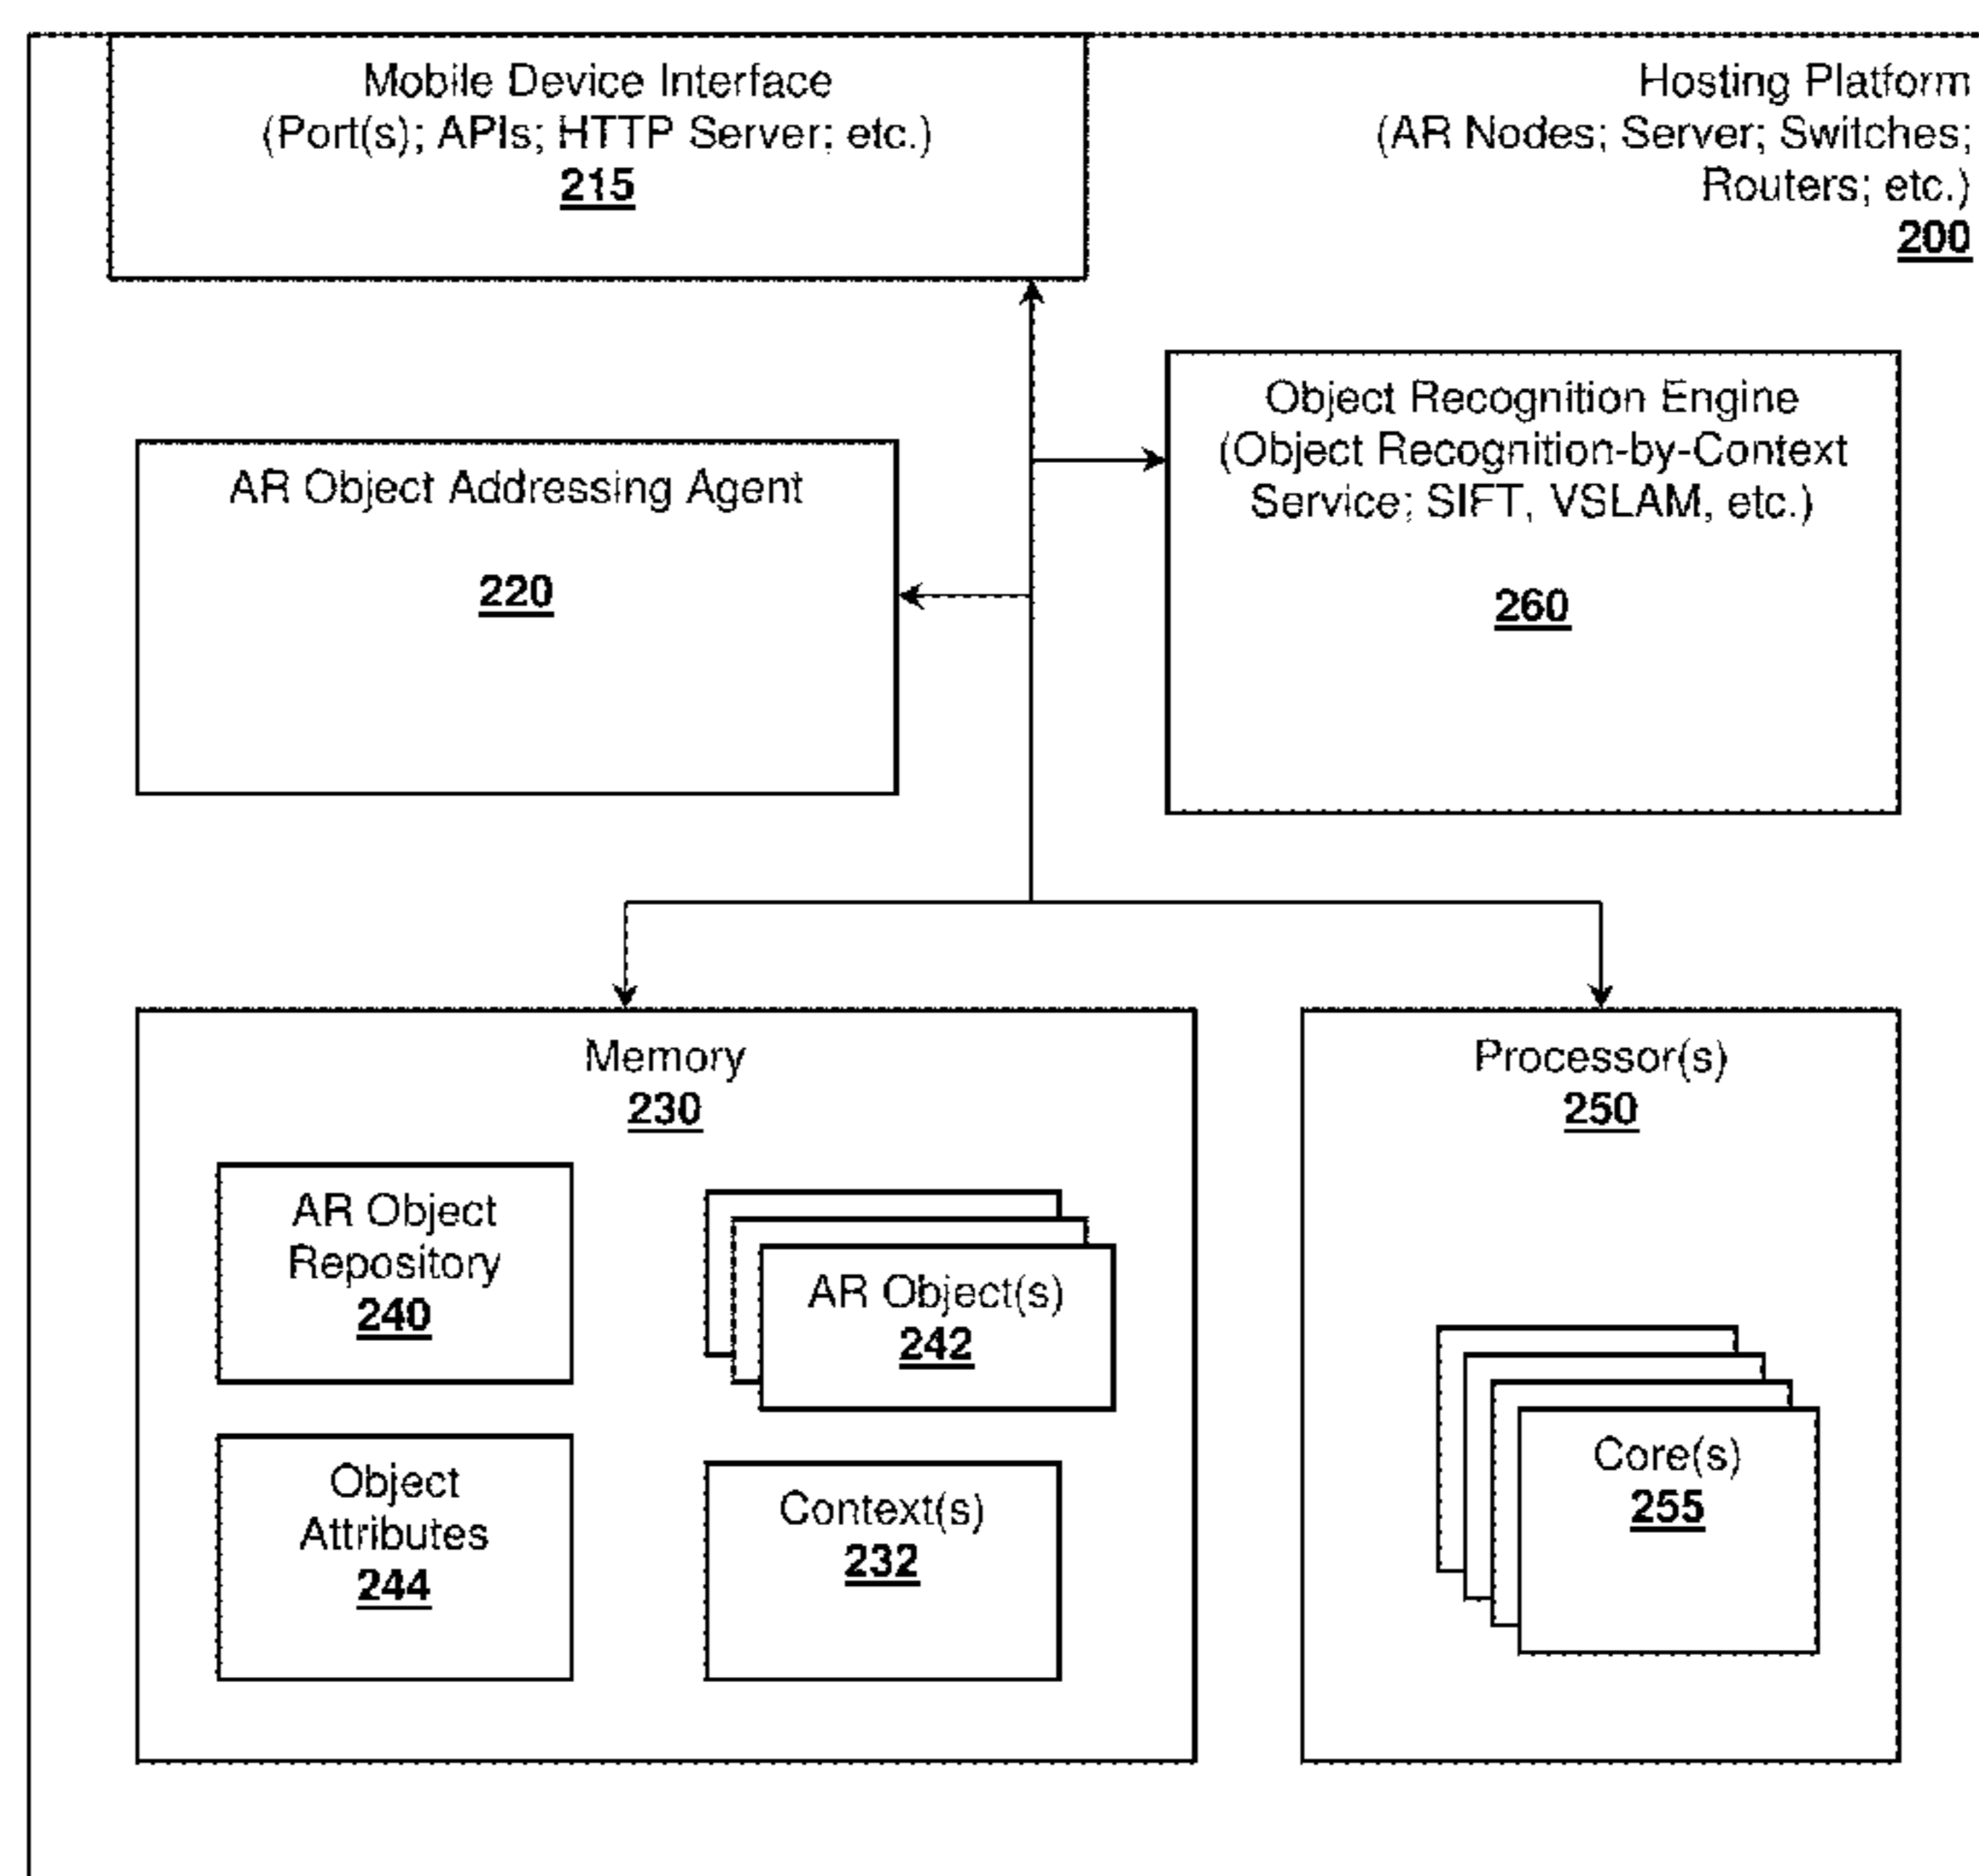 Mobile Device Interface
(Port(s); APIs; HTTP Server; etc.)
215
Hosting Platform
(AR Nodes; Server; Switches;
Routers; etc.)
200
Object Recognition Engine
(Object Recognition-by-Context
Service; SIFT, VSLAM, etc.)
260
AR Object Addressing Agent
220
Memory
230
AR Object
Repository
240
AR Object(s)
242
Object
Attributes
244
Context(s)
232
Processor(s)
250
Core(s)
255